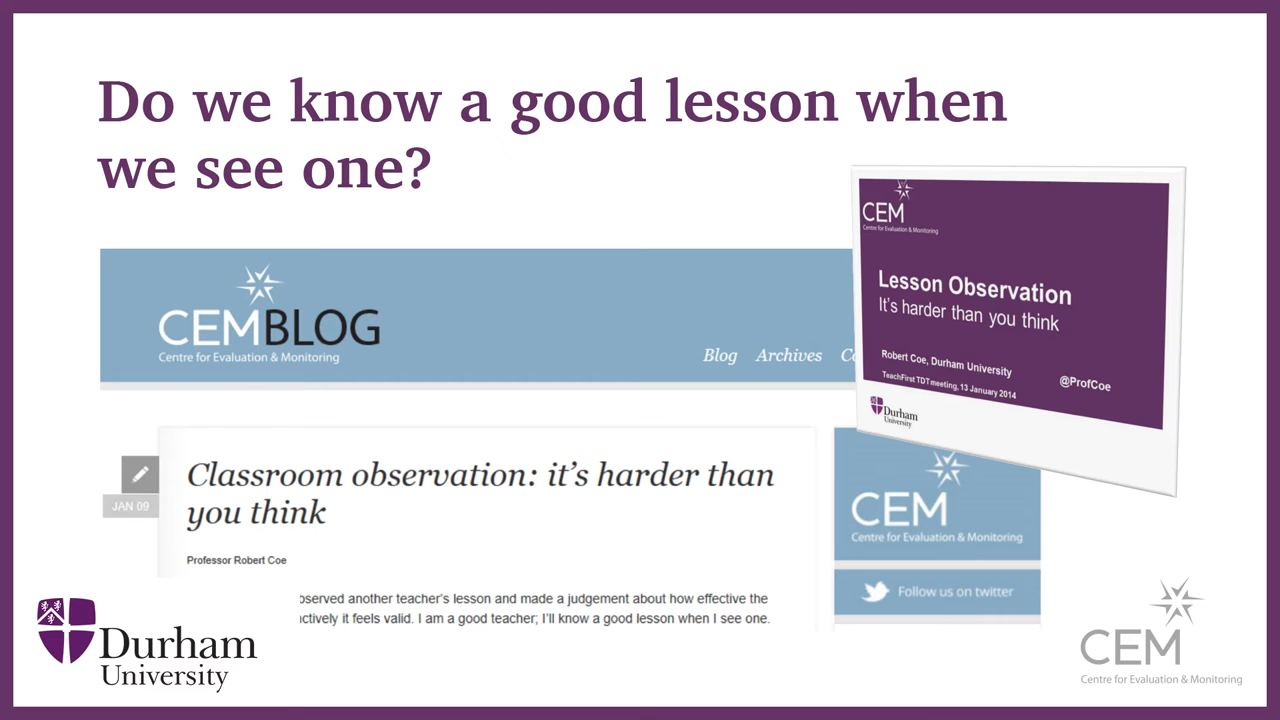 Do we know a good lesson when
we see one?
CEM
Centre for Evaluation & Monitoring
Lesson Observation
It's harder than you think
Robert Coe, Durham University
@ProfCoe
TeachFirst TDT meeting, 13 January 2014
Durham
University
CEMBLOG
Centre for Evaluation & Monitoring
Blog Archives
Classroom observation: it's harder than
you think
JAN 09
Professor Robert Coe
another teacher's lesson and made a judgement about how effective the
it feels valid. I am a good teacher; I'll know a good lesson when I see one.
CEM
Centre for Evaluation & Monitoring
Follow us on twitter
Durham
University
CEM
Centre for Evaluation & Monitoring